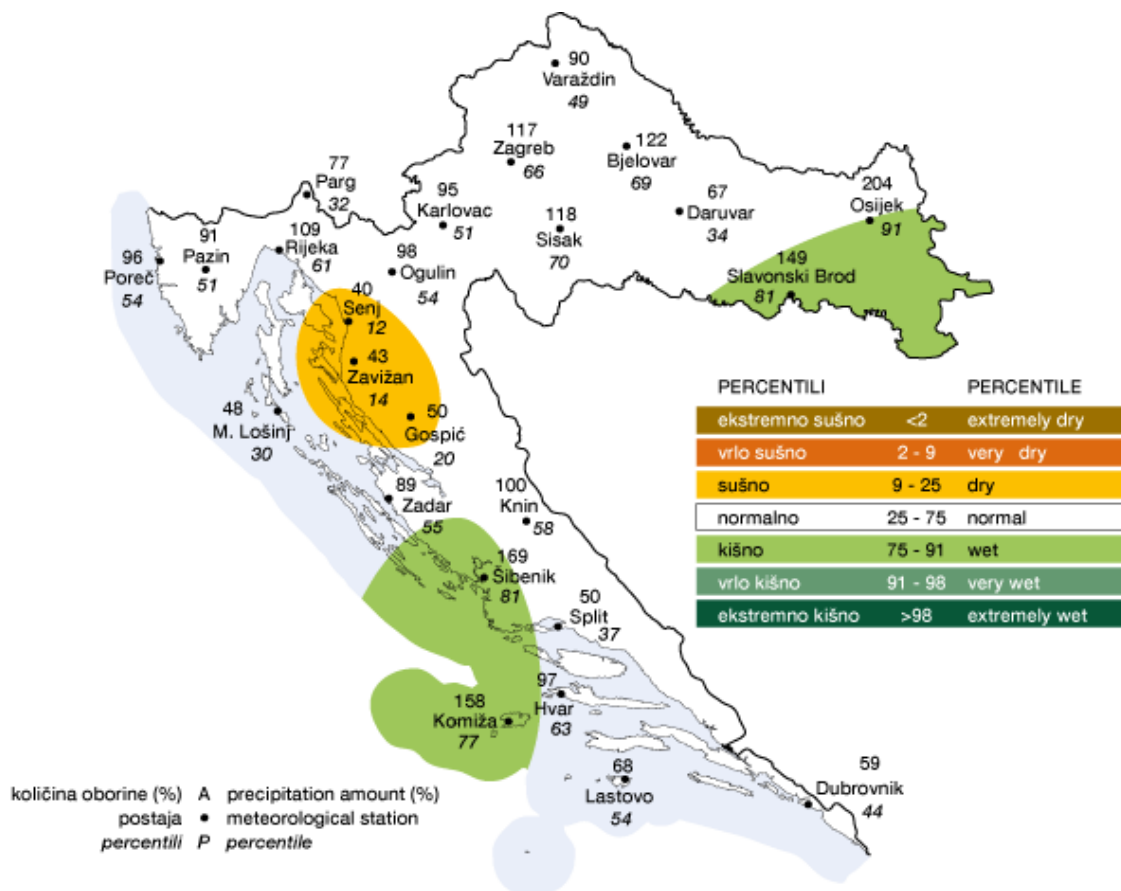 90
Varaždin
49
117
Zagreb
66
122
Bjelovar
69
77
Parg
32
95
Karlovac
51
67
Daruvar
34
204
Osijek
91
118
Sisak
70
109
Rijeka
61
91
Pazin
51
96
Poreč
54
98
Ogulin
54
149
Slavonski Brod
81
40
Senj
12
43
Zavižan
14
50
Gospić
20
48
M. Lošinj
30
89
Zadar
55
100
Knin
58
169
Šibenik
81
50
Split
37
97
Hvar
63
158
Komiža
77
68
Lastovo
54
59
Dubrovnik
44
PERCENTILI PERCENTILE
ekstremno sušno <2 extremely dry
vrlo sušno 2 - 9 very dry
sušno 9 - 25 dry
normalno 25 - 75 normal
kišno 75 - 91 wet
vrlo kišno 91 - 98 very wet
ekstremno kišno >98 extremely wet
količina oborine (%) A precipitation amount (%)
postaja • meteorological station
percentili P percentile